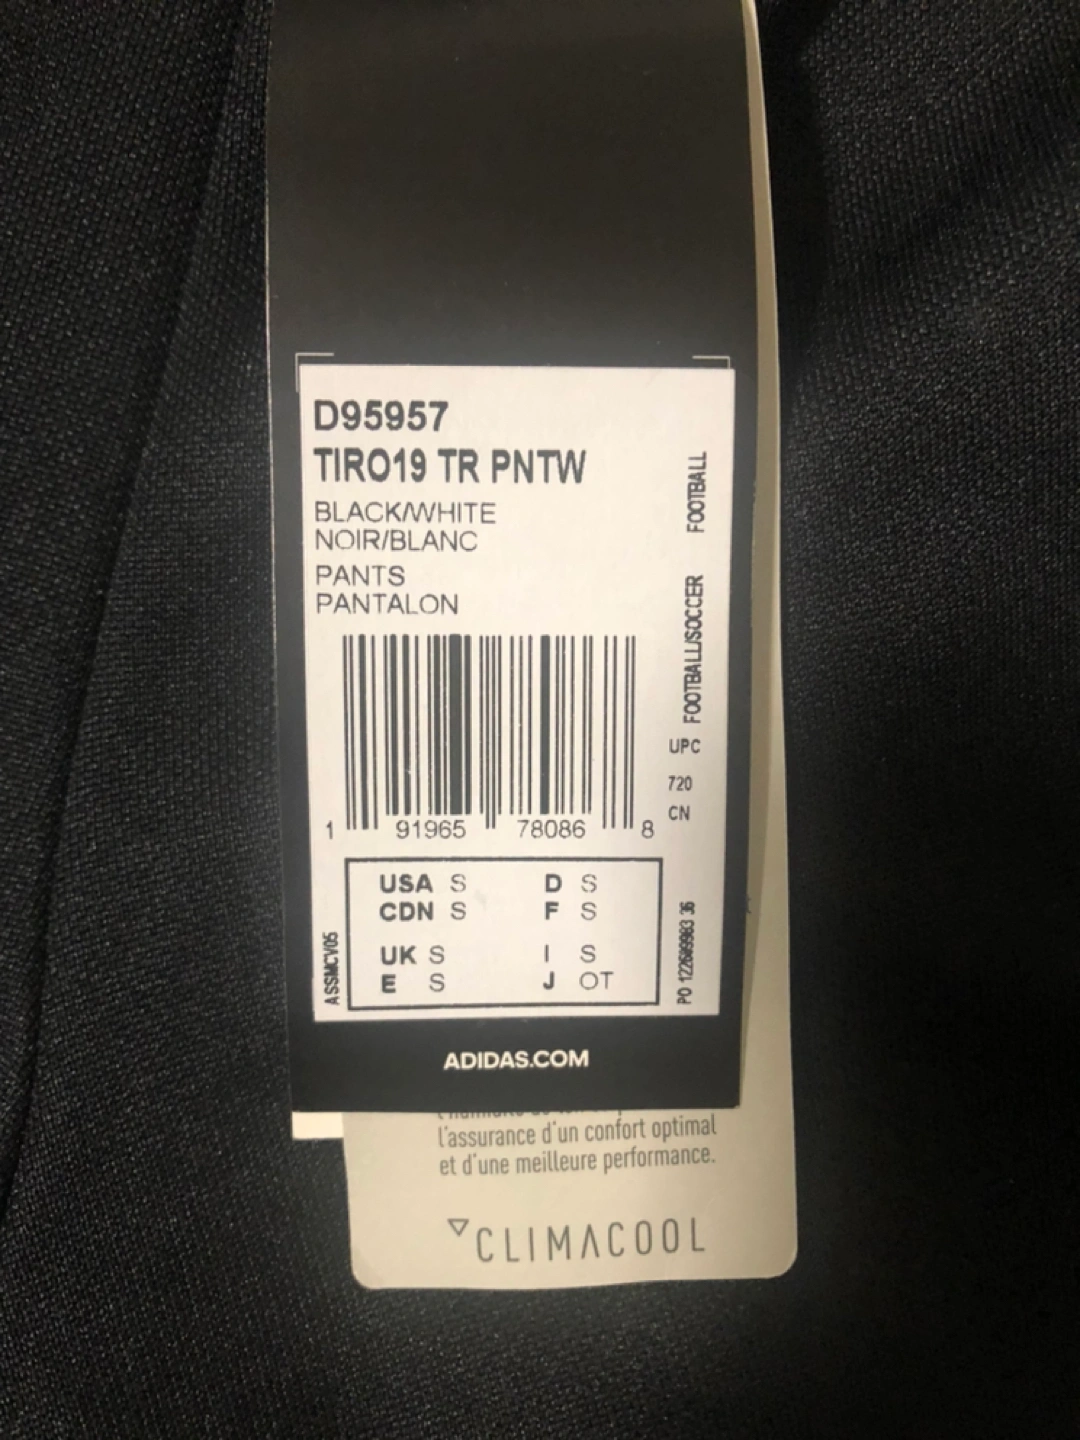 D95957
TIRO19 TR PNTW
BLACK/WHITE
NOIR/BLANC
PANTS
PANTALON
FOOTBALL/SOCCER FOOTBALL
UPC
720
CN
1 91965 78086 8
USA S D S
CDN S F S
UK S I S
E S J OT
ASSMCV05
ADIDAS.COM
l'assurance d'un confort optimal
et d'une meilleure performance.
CLIMACOOL